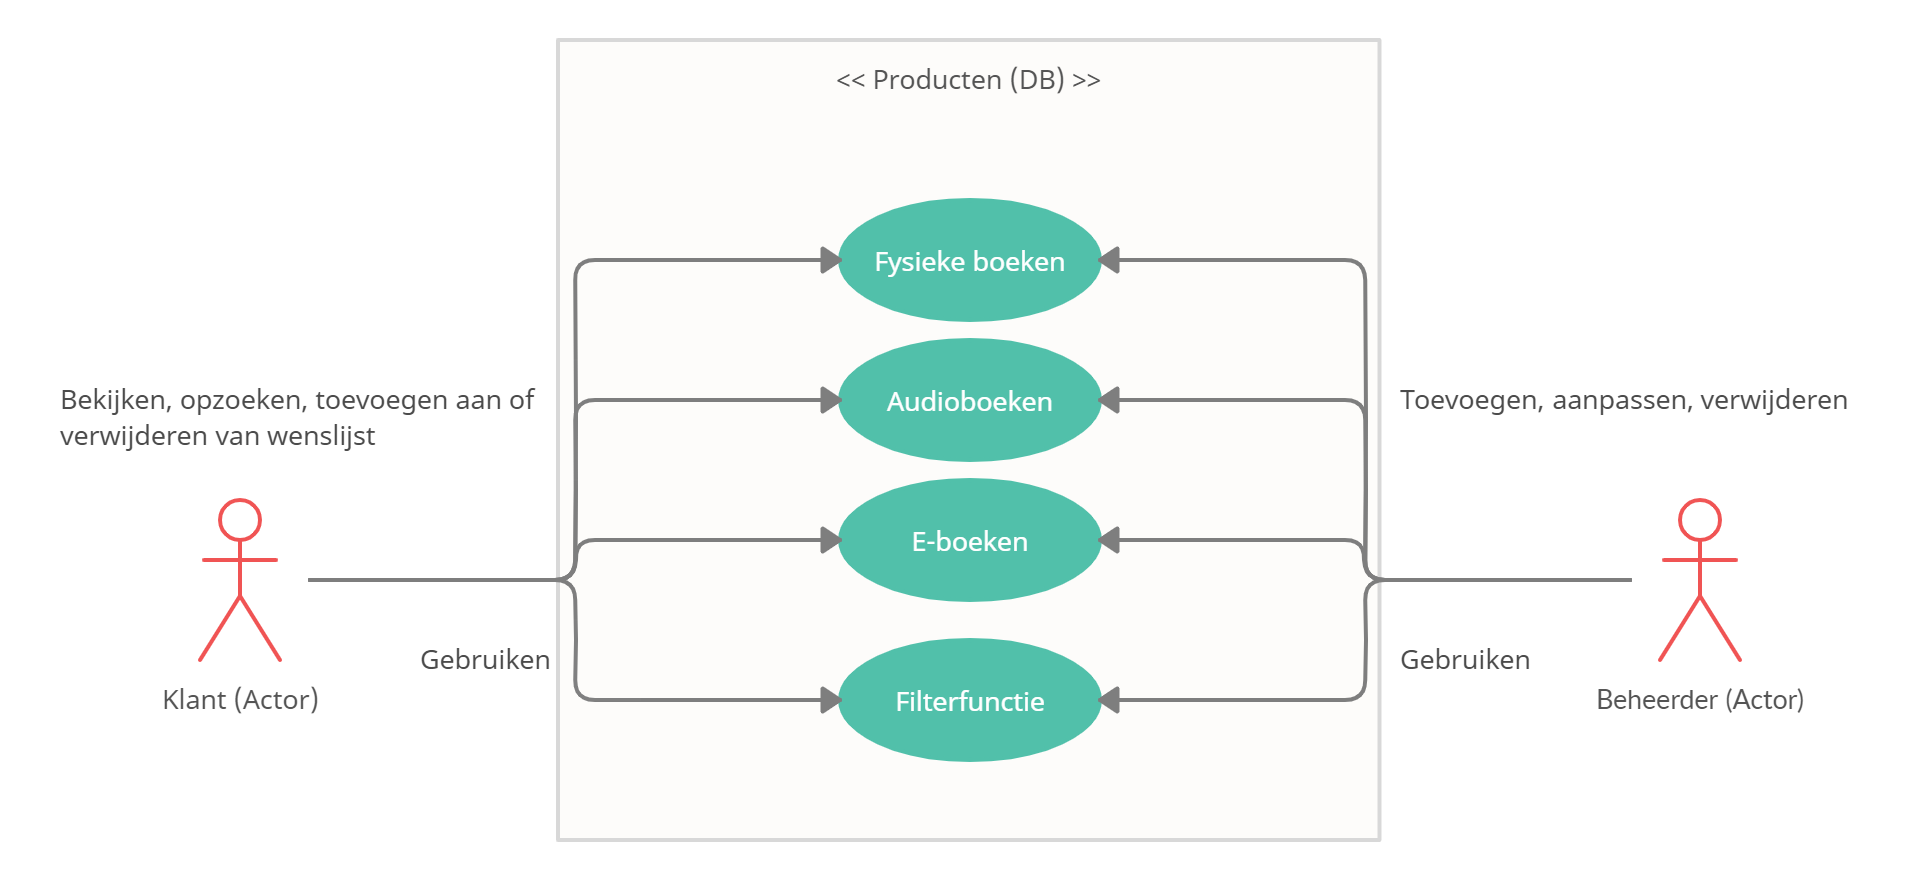 << Producten (DB) >>
Fysieke boeken
Audioboeken
E-boeken
Filterfunctie
Bekijken, opzoeken, toevoegen aan of
verwijderen van wenslijst
Gebruiken
Klant (Actor)
Toevoegen, aanpassen, verwijderen
Gebruiken
Beheerder (Actor)